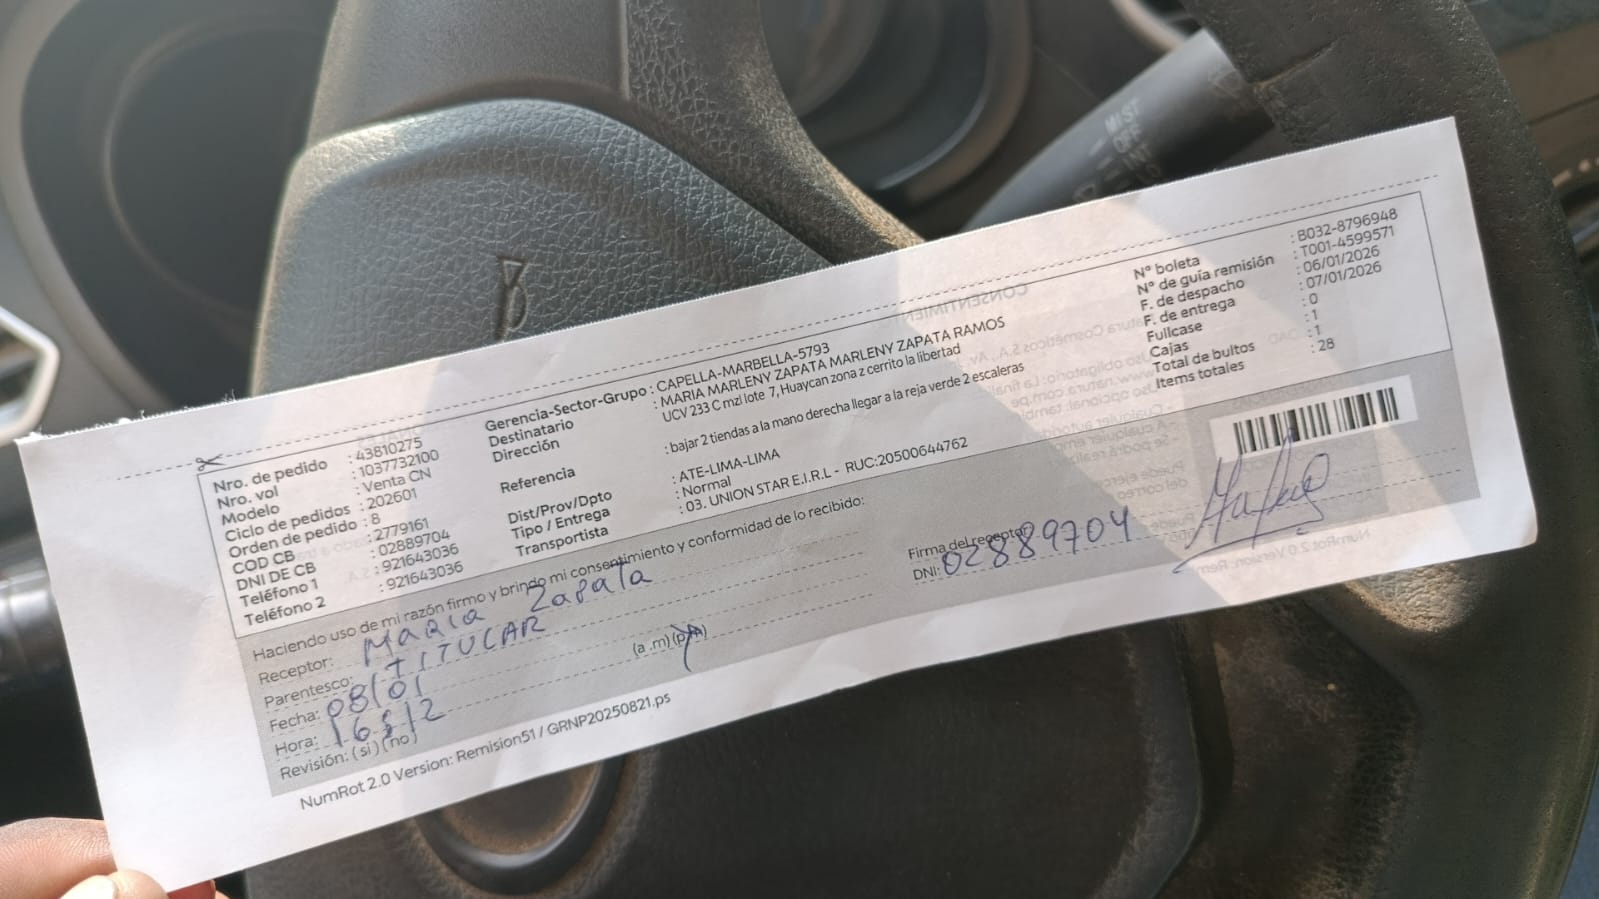 Nro. de pedido : 43810275
Nro. vol : 1037732100
Modelo : Venta CN
Ciclo de pedidos : 202601
Orden de pedido : 8
COD CB : 2779161
DNI DE CB : 02889704
Teléfono 1 : 921643036
Teléfono 2 : 921643036
Gerencia-Sector-Grupo : CAPELLA-MARBELLA-5793
Destinatario : MARIA MARLENY ZAPATA MARLENY ZAPATA RAMOS
Dirección UCV 233 C mzl lote 7, Huaycan zona z cerrito la libertad
Referencia : bajar 2 tiendas a la mano derecha llegar a la reja verde 2 escaleras
Dist/Prov/Dpto : ATE-LIMA-LIMA
Tipo / Entrega : Normal
Transportista : 03. UNION STAR E.I.R.L - RUC:20500644762
N° boleta : B032-8796948
N° de guía remisión : T001-4599571
F. de despacho : 06/01/2026
F. de entrega : 07/01/2026
Fullcase : 0
Cajas : 1
Total de bultos : 1
Items totales : 28
Haciendo uso de mi razón firmo y brindo mi consentimiento y conformidad de lo recibido:
Receptor: MARIA Zapata
Parentesco: TITULAR
Fecha: 08/01
Hora: 16:12 (a .m) (p
Revisión: (si) (no)
Firma del receptor
DNI: 02889704
NumRot 2.0 Version: Remision51 / GRNP20250821.ps
MIST
OFF